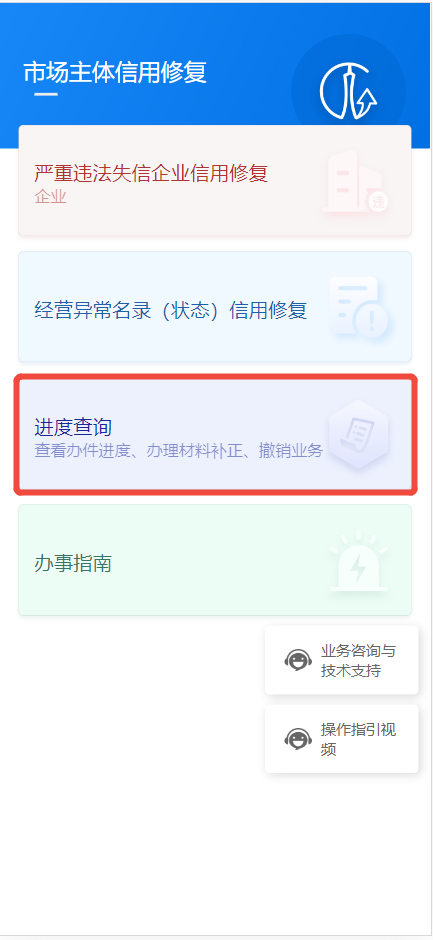 市场主体信用修复
严重违法失信企业信用修复
企业
违
经营异常名录（状态）信用修复
进度查询
查看办件进度、办理材料补正、撤销业务
办事指南
业务咨询与
技术支持
操作指引视
频